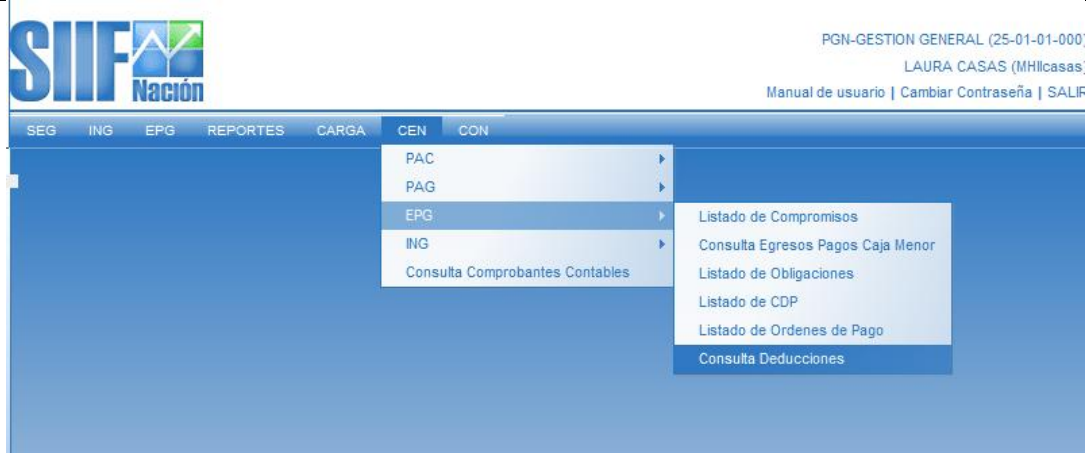 SIIF
Nación
PGN-GESTION GENERAL (25-01-01-000)
LAURA CASAS (MHIlcasas)
Manual de usuario | Cambiar Contraseña | SALIR
SEG ING EPG REPORTES CARGA CEN CON
PAC
PAG
EPG
ING
Consulta Comprobantes Contables
Listado de Compromisos
Consulta Egresos Pagos Caja Menor
Listado de Obligaciones
Listado de CDP
Listado de Ordenes de Pago
Consulta Deducciones